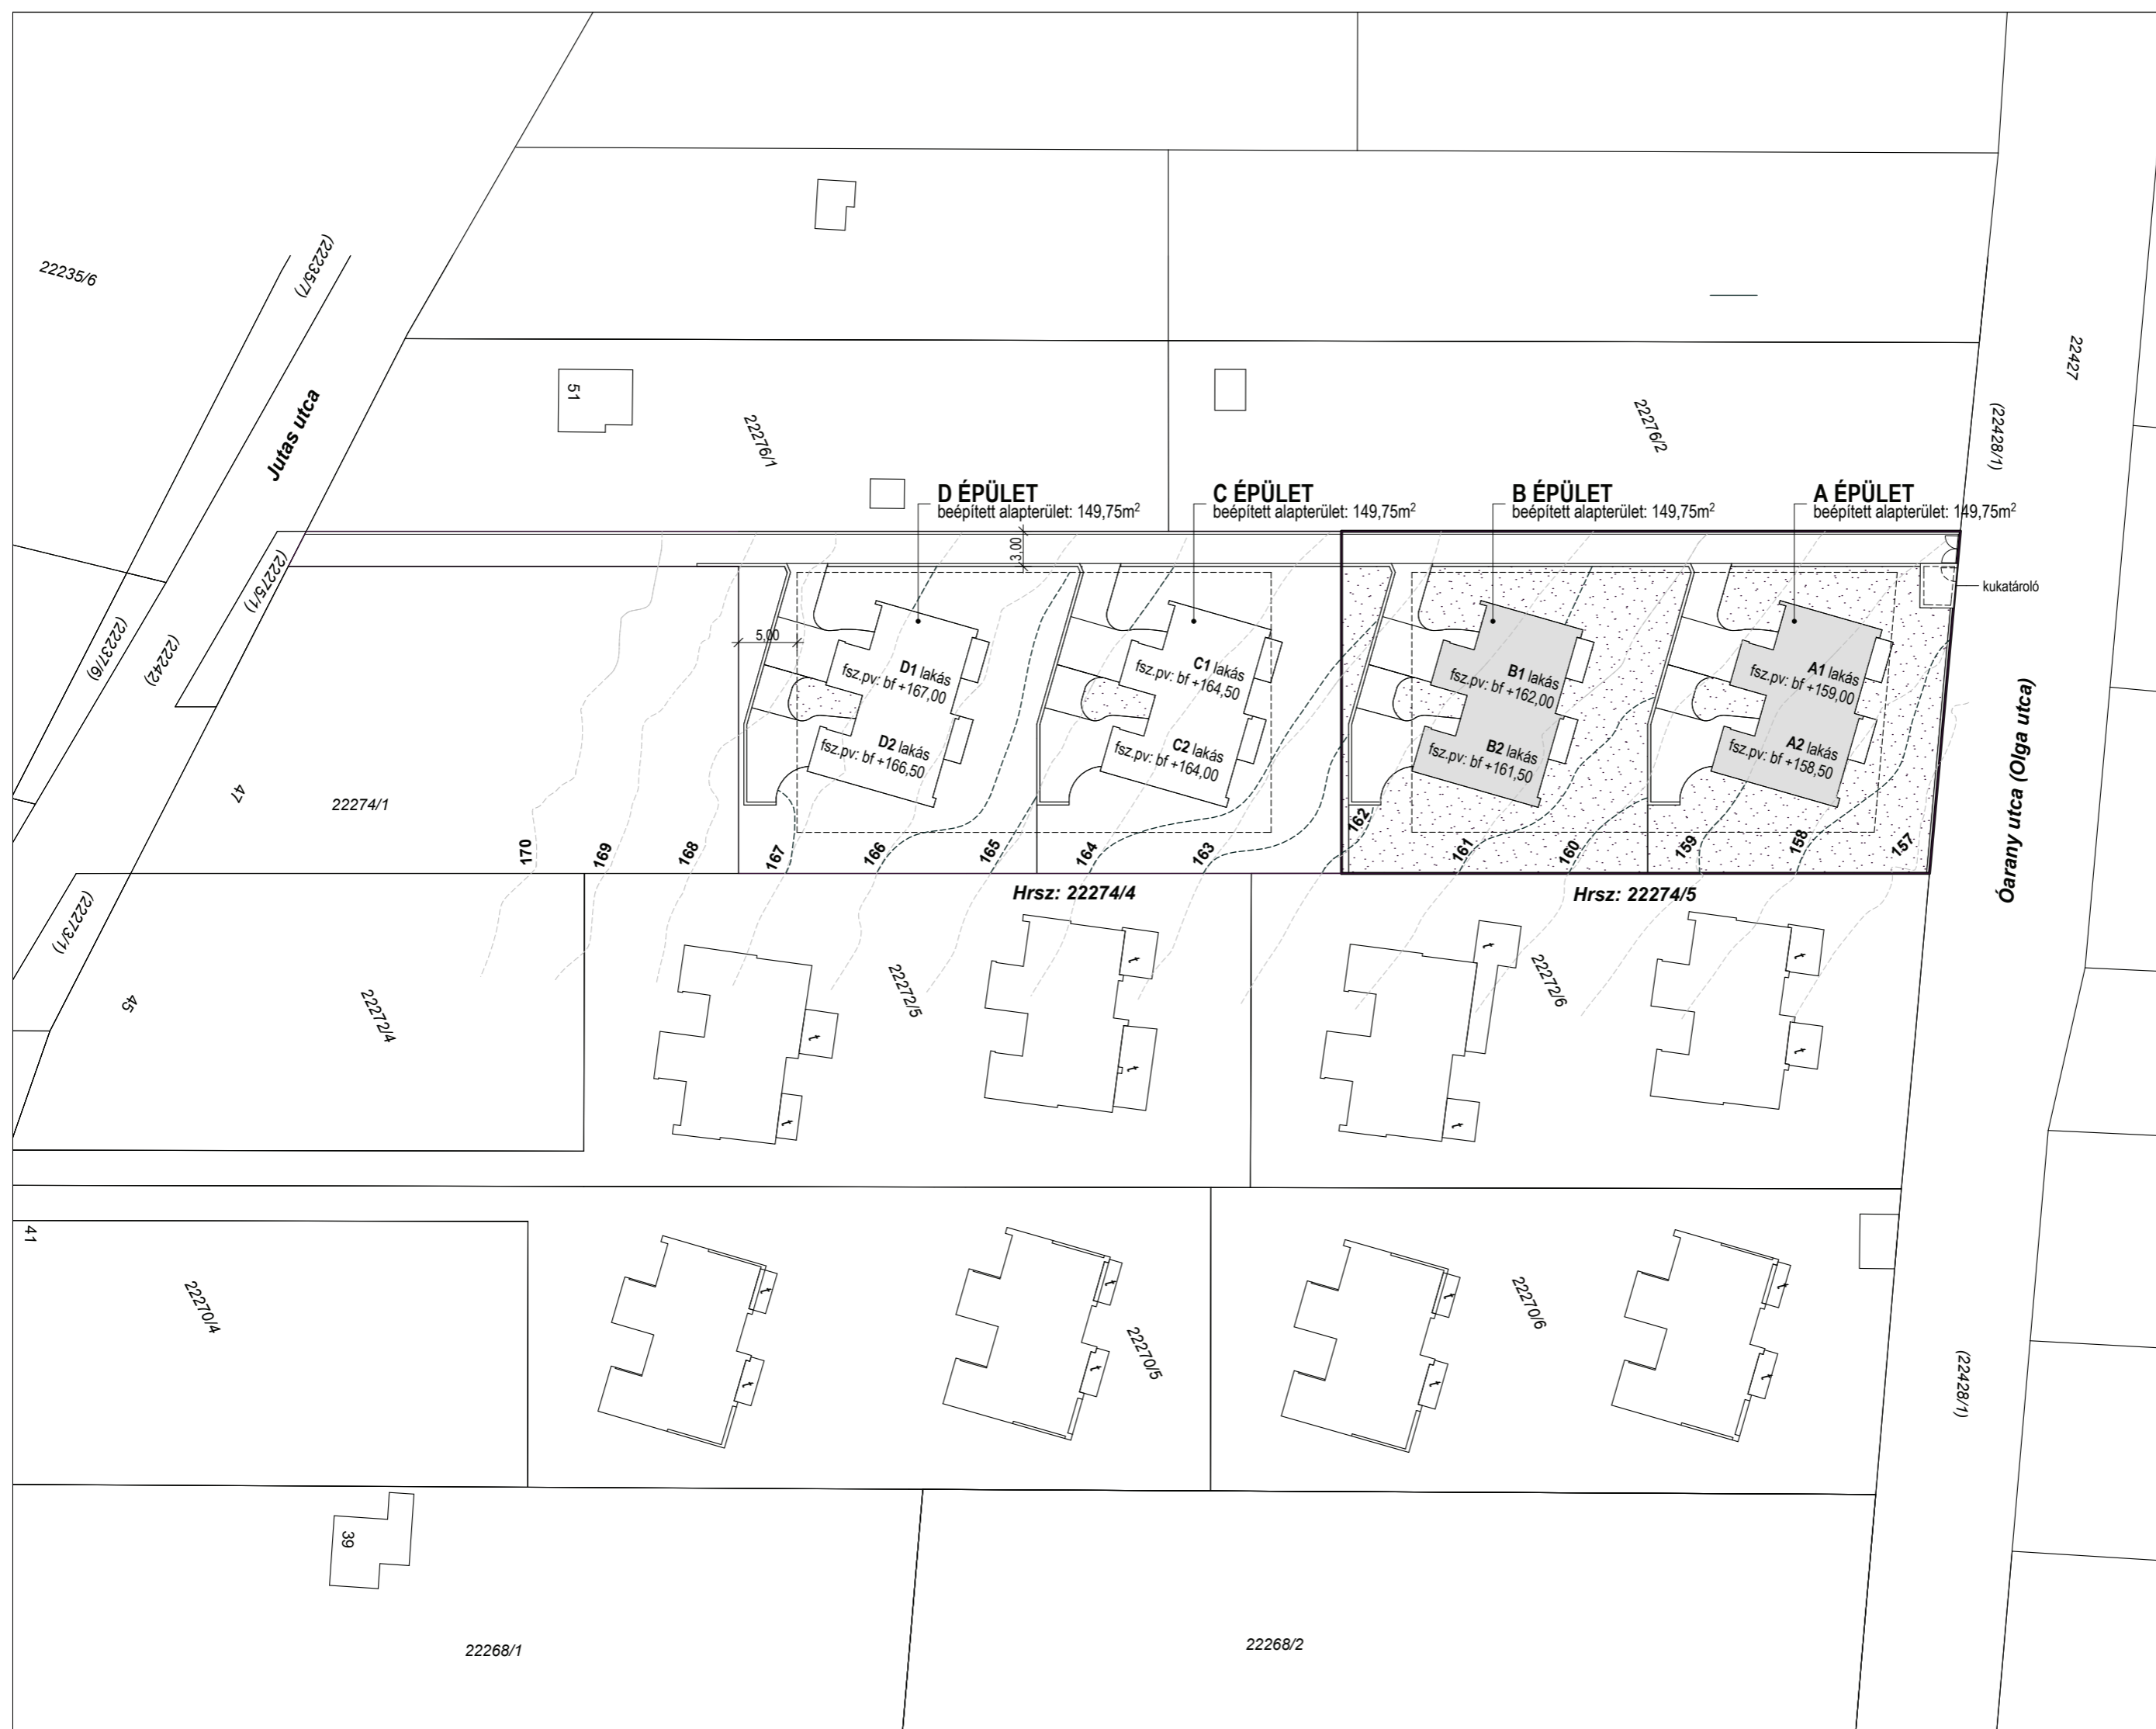 22235/6
(22235/7)
Jutas utca
(22237/6)
(22242)
(22275/1)
47
22274/1
(22273/1)
45
22272/4
51
22276/1
22276/2
22427
(22428/1)
D ÉPÜLET
beépített alapterület: 149,75m²
C ÉPÜLET
beépített alapterület: 149,75m²
B ÉPÜLET
beépített alapterület: 149,75m²
A ÉPÜLET
beépített alapterület: 149,75m²
3,00
5,00
kukatároló
D1 lakás
fsz.pv: bf +167,00
D2 lakás
fsz.pv: bf +166,50
C1 lakás
fsz.pv: bf +164,50
C2 lakás
fsz.pv: bf +164,00
B1 lakás
fsz.pv: bf +162,00
B2 lakás
fsz.pv: bf +161,50
A1 lakás
fsz.pv: bf +159,00
A2 lakás
fsz.pv: bf +158,50
170
169
168
167
166
165
164
163
162
161
160
159
158
157
Óarany utca (Olga utca)
Hrsz: 22274/4
Hrsz: 22274/5
22272/5
22272/6
t
t
t
t
t
t
t
t
41
22270/4
22270/5
22270/6
t
t
t
t
t
t
t
t
(22428/1)
39
22268/1
22268/2